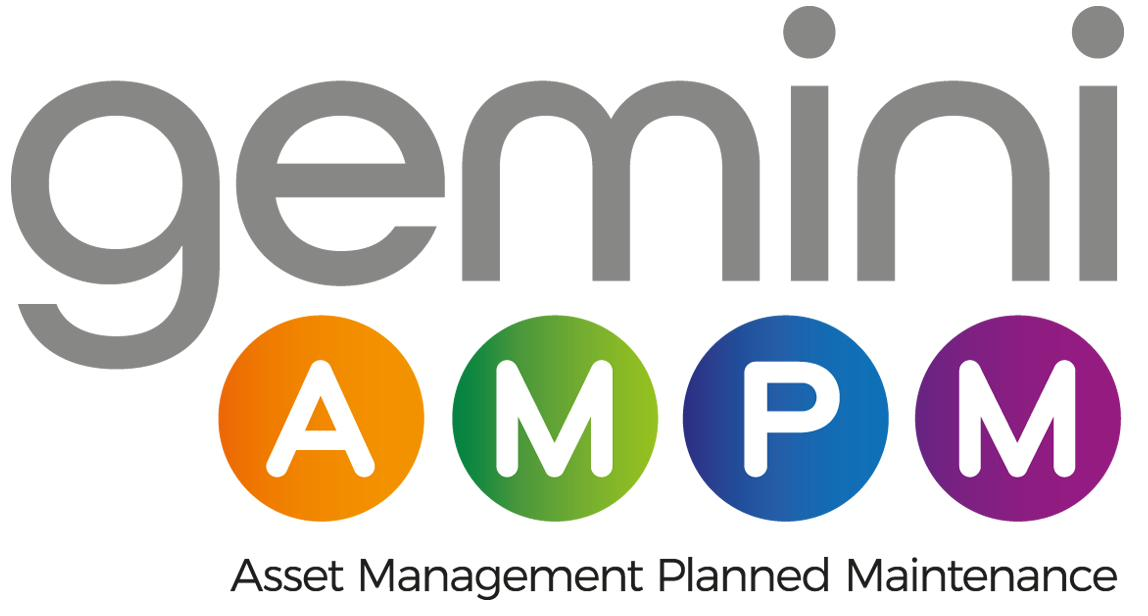 gemini
AMPM
Asset Management Planned Maintenance